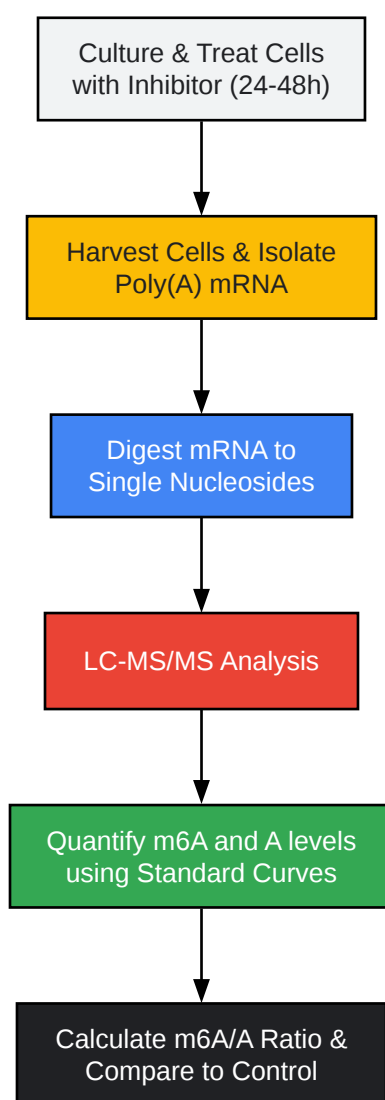 Culture & Treat Cells
with Inhibitor (24-48h)
Harvest Cells & Isolate
Poly(A) mRNA
Digest mRNA to
Single Nucleosides
LC-MS/MS Analysis
Quantify m6A and A levels
using Standard Curves
Calculate m6A/A Ratio &
Compare to Control